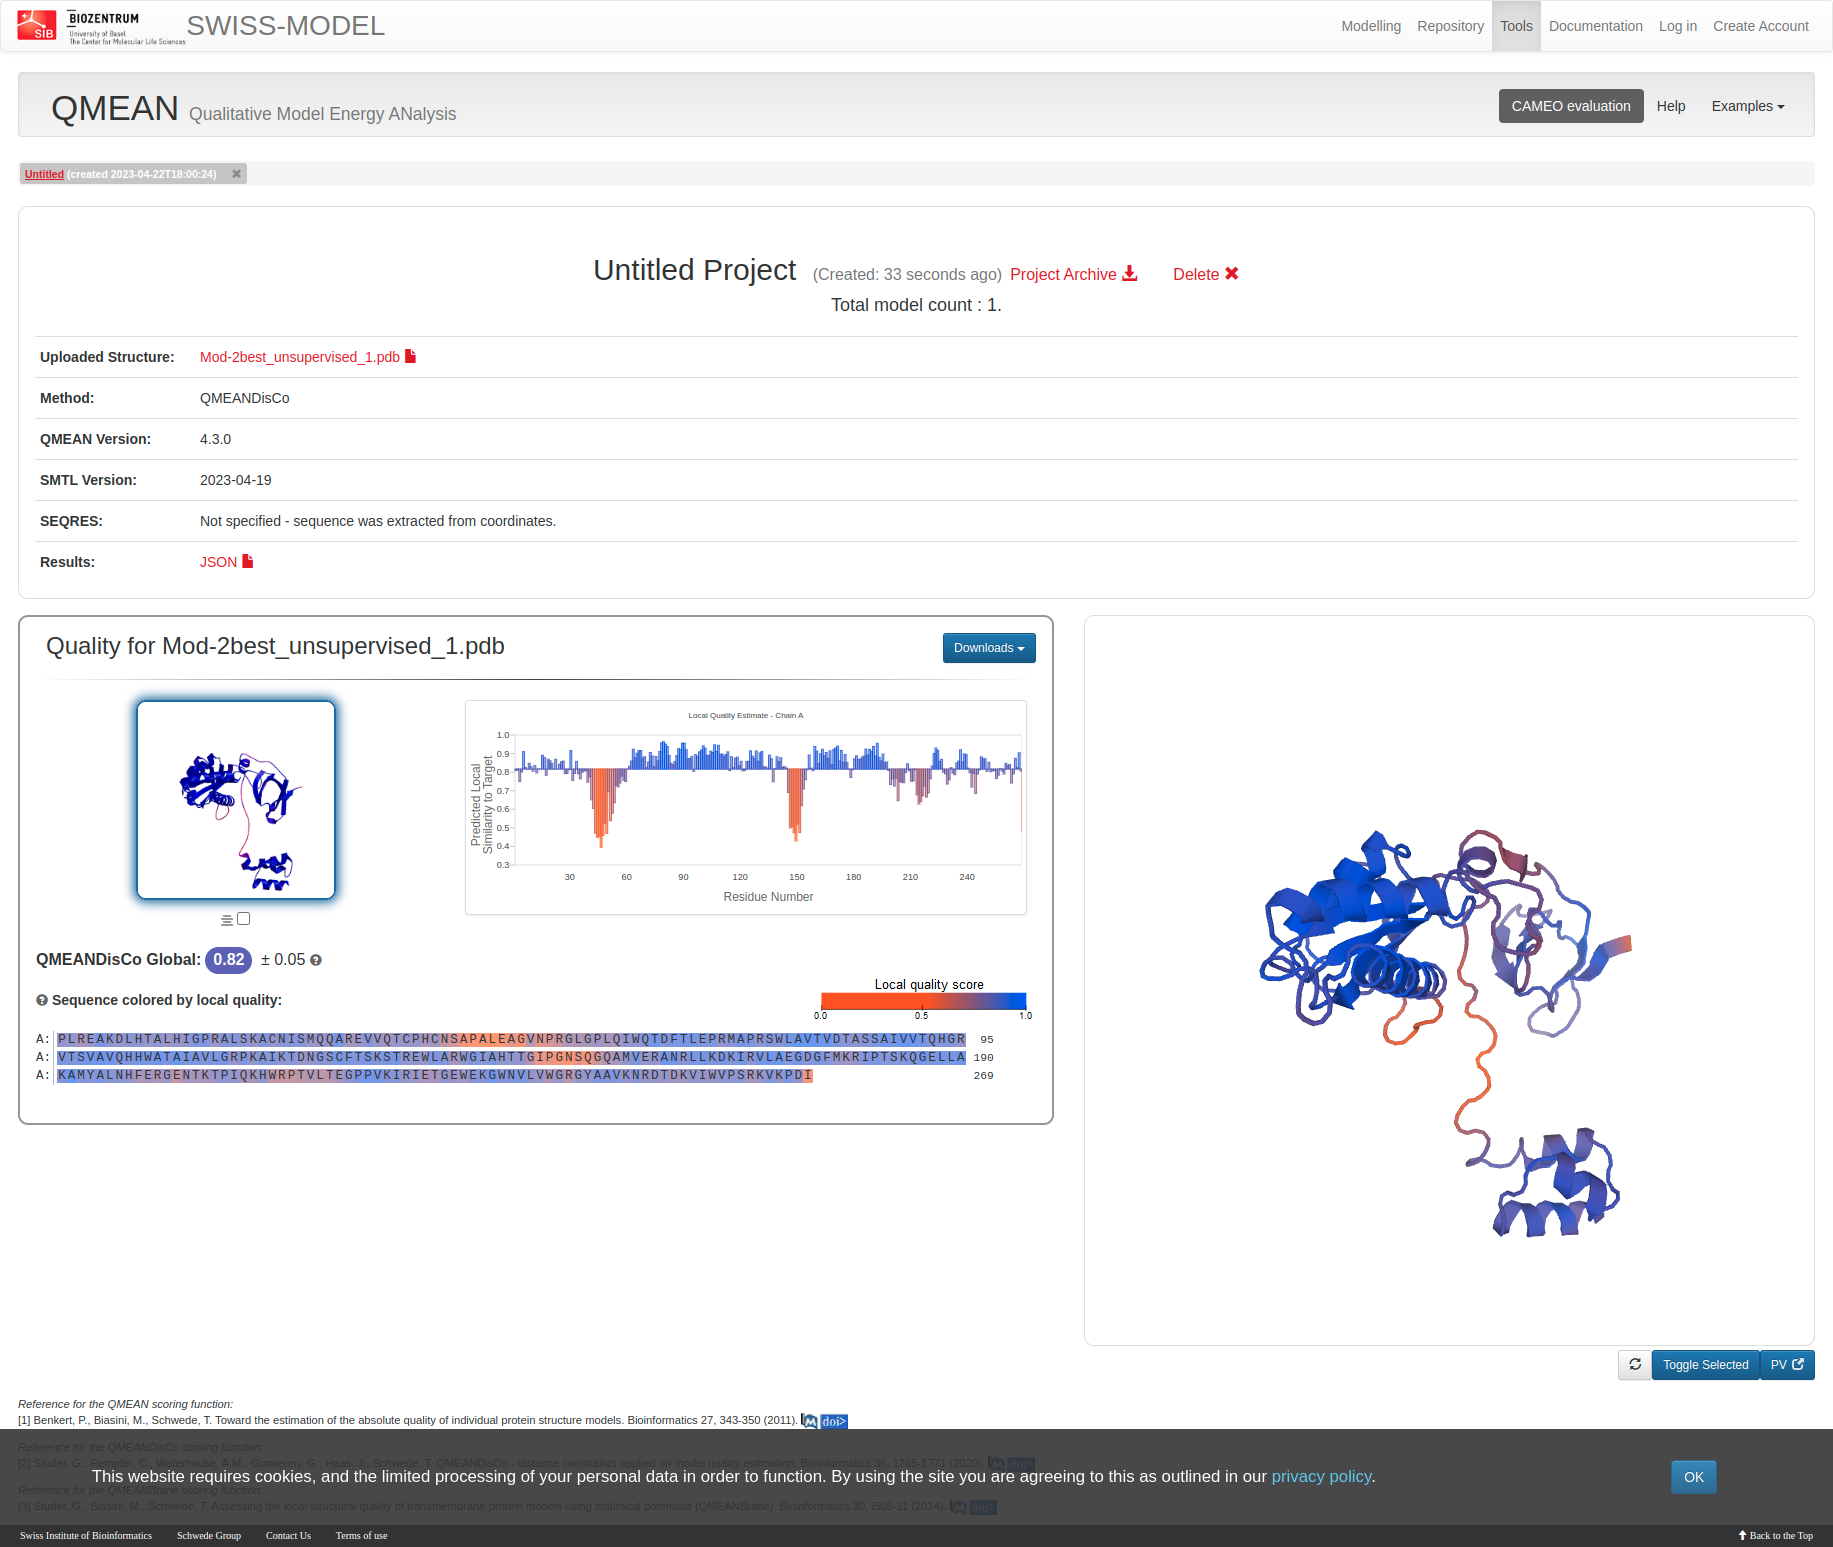 SIB
BIOZENTRUM
University of Basel
The Center for Molecular Life Sciences
SWISS-MODEL
Modelling Repository Tools Documentation Log in Create Account
QMEAN Qualitative Model Energy ANalysis
CAMEO evaluation Help Examples
Untitled (created 2023-04-22T18:00:24)
Untitled Project (Created: 33 seconds ago) Project Archive Delete
Total model count : 1.
Uploaded Structure: Mod-2best_unsupervised_1.pdb
Method: QMEANDisCo
QMEAN Version: 4.3.0
SMTL Version: 2023-04-19
SEQRES: Not specified - sequence was extracted from coordinates.
Results: JSON
Quality for Mod-2best_unsupervised_1.pdb
Downloads
Local Quality Estimate - Chain A
Predicted Local
Similarity to Target
1.0
0.9
0.8
0.7
0.6
0.5
0.4
0.3
30 60 90 120 150 180 210 240
Residue Number
QMEANDisCo Global: 0.82 ± 0.05
Sequence colored by local quality:
Local quality score
0.0 0.5 1.0
A: PLREAKDLHTALHIGPRALSKACNISMQQAREVVQTCPHCNSAPALEAGVNPRGLGPLQIWQTDFTLEPRMAPRSWLAVTVDTASSAIVVTQHGR 95
A: VTSVAVQHHWATAIAVLGRPKAIKTDNGSCFTSKSTREWLARWGIAHTTGIPGNSQGQAMVERANRLLKDKIRVLAEGDGFMKRIPTSKQGELLA 190
A: KAMYALNHFERGENTKTPIQKHWRPTVLTEGPPVKIRIETGEWEKGWNVLVWGRGYAAVKNRDTDKVIWVPSRKVKPDI 269
Toggle Selected PV
Reference for the QMEAN scoring function:
[1] Benkert, P., Biasini, M., Schwede, T. Toward the estimation of the absolute quality of individual protein structure models. Bioinformatics 27, 343-350 (2011). M doi>
Reference for the QMEANDisCo scoring function:
[2] Studer, G., Rempfer, C., Waterhouse, A.M., Gumienny, G., Haas, J., Schwede, T. QMEANDisCo - distance constraints applied on model quality estimation. Bioinformatics 36, 1765-1771 (2020). M doi>
This website requires cookies, and the limited processing of your personal data in order to function. By using the site you are agreeing to this as outlined in our privacy policy.
OK
Reference for the QMEANBrane scoring function:
[3] Studer, G., Biasini, M., Schwede, T. Assessing the local structural quality of transmembrane protein models using statistical potentials (QMEANBrane). Bioinformatics 30, i505-11 (2014). M doi>
Swiss Institute of Bioinformatics Schwede Group Contact Us Terms of use Back to the Top